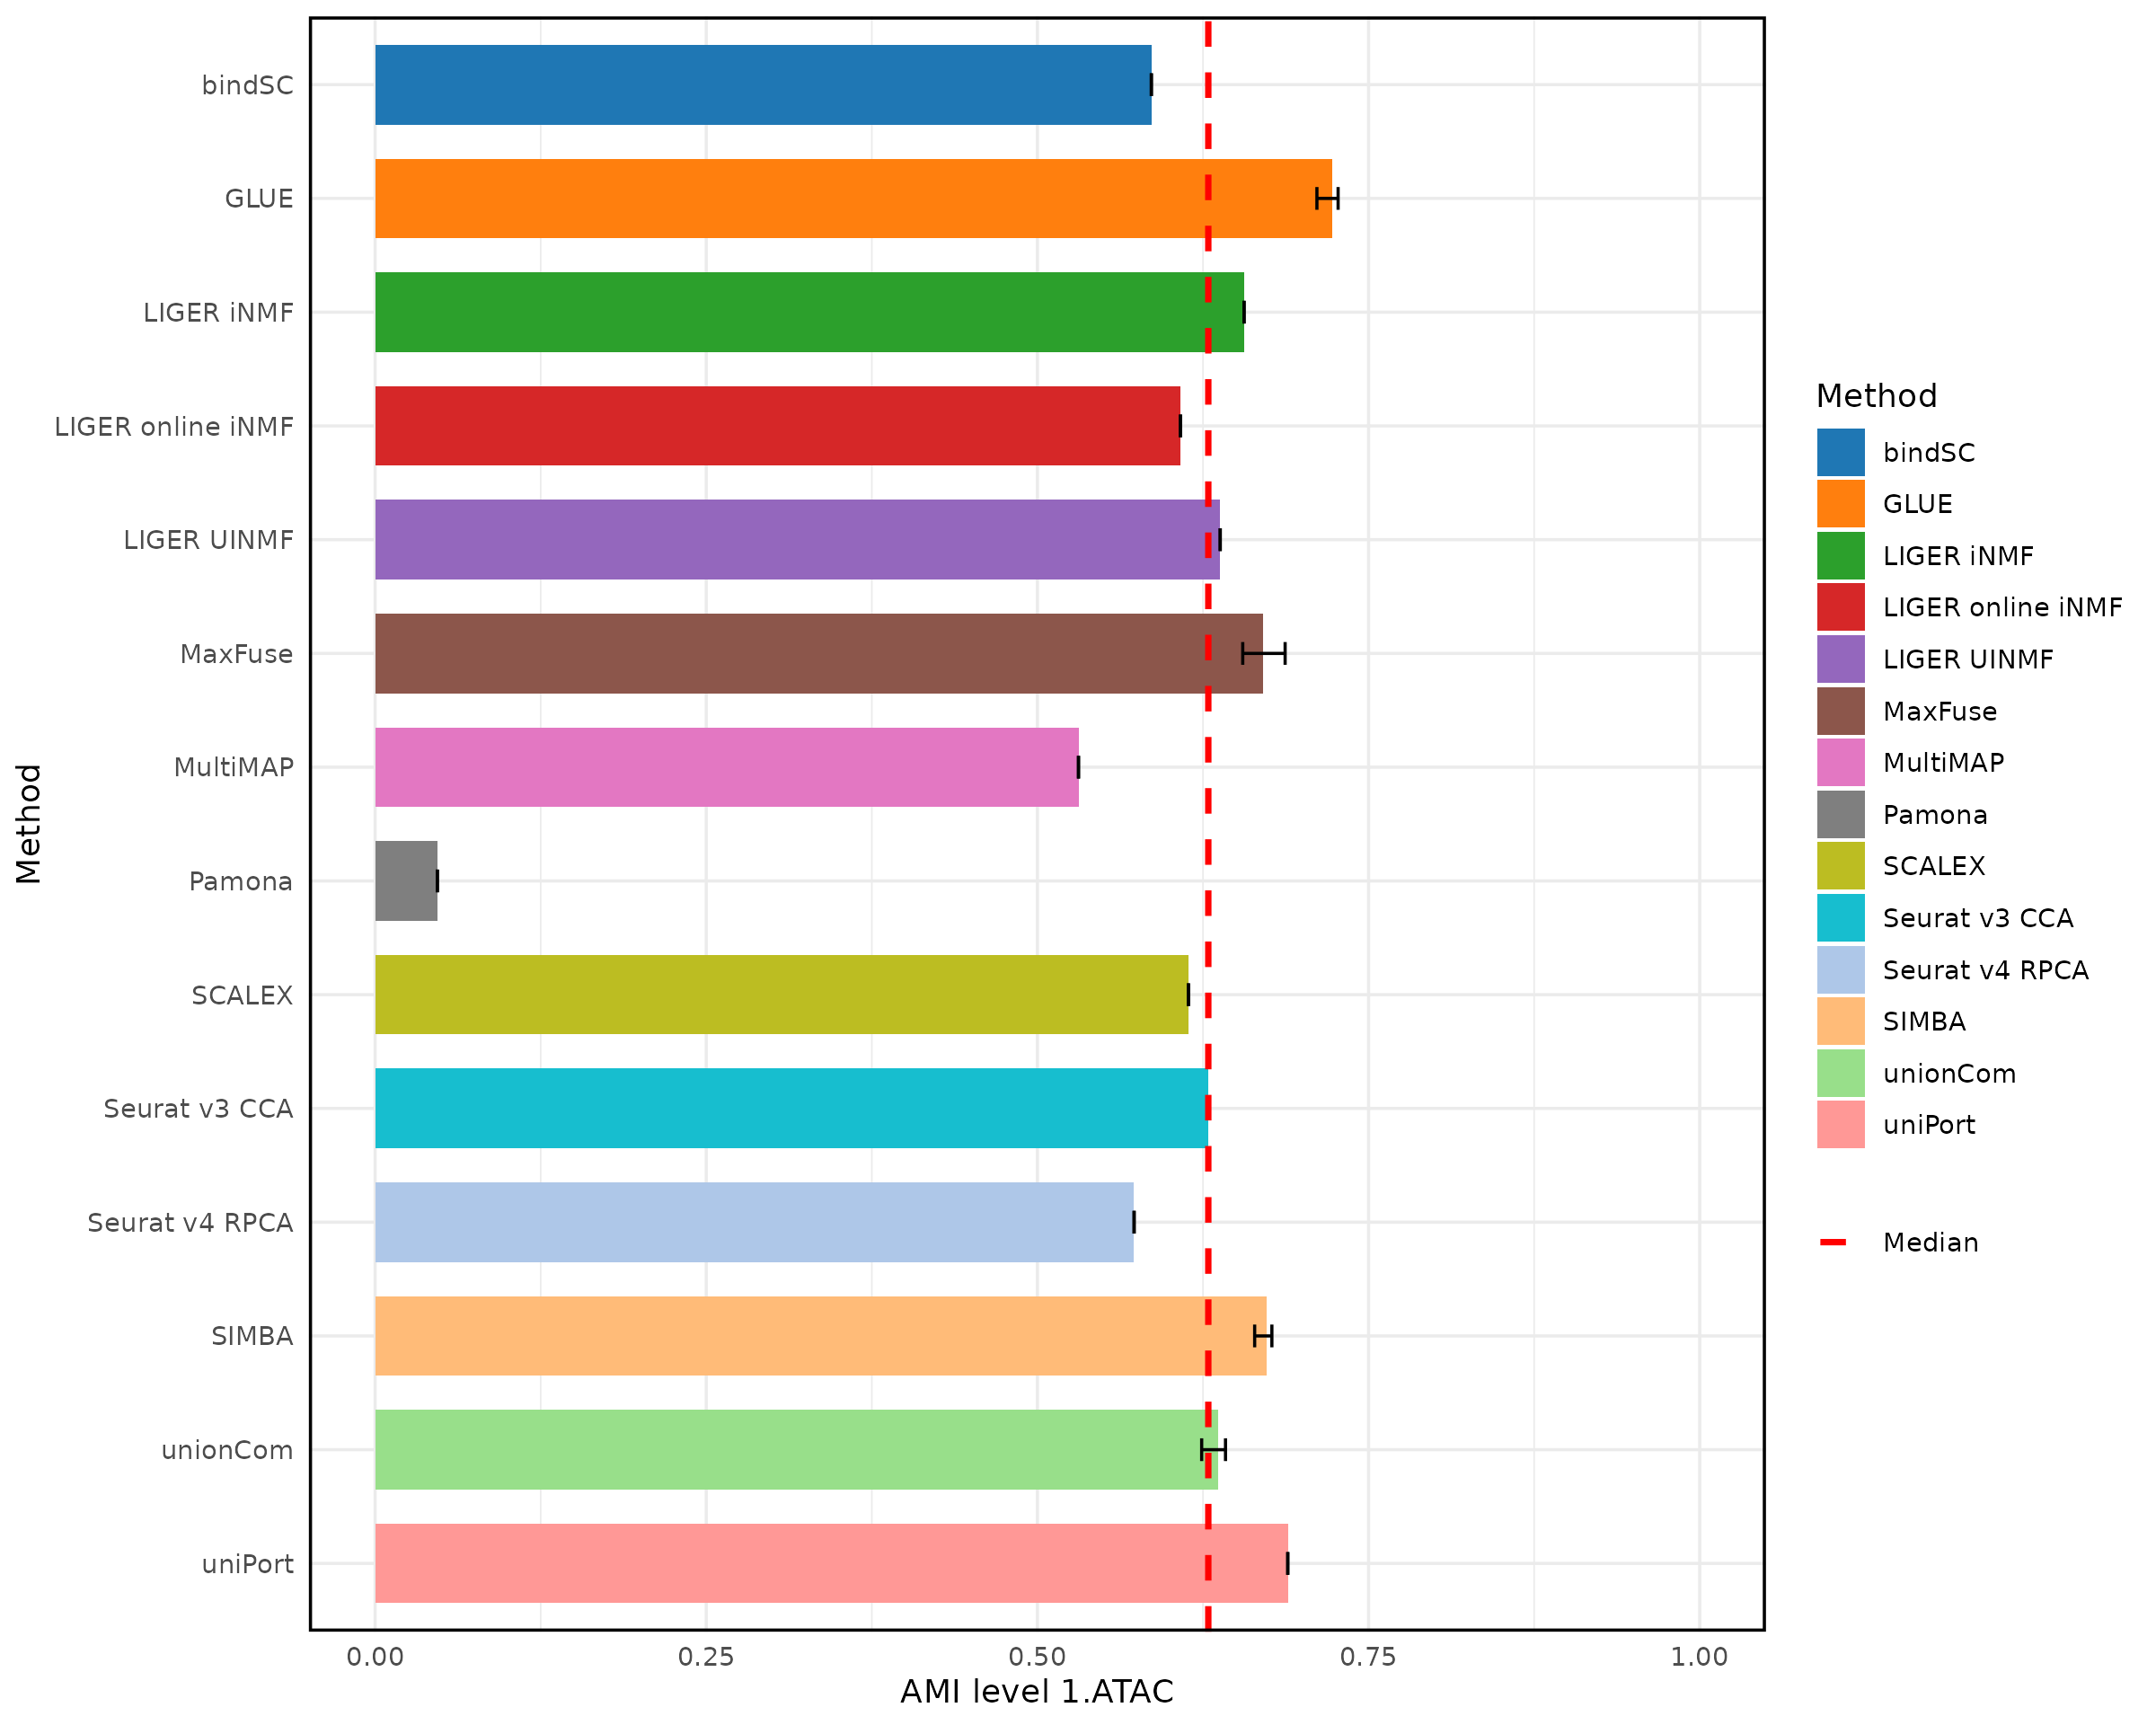 bindSC
GLUE
LIGER iNMF
LIGER online iNMF
LIGER UINMF
MaxFuse
MultiMAP
Pamona
SCALEX
Seurat v3 CCA
Seurat v4 RPCA
SIMBA
unionCom
uniPort
Method
0.00 0.25 0.50 0.75 1.00
AMI level 1.ATAC
Method
bindSC
GLUE
LIGER iNMF
LIGER online iNMF
LIGER UINMF
MaxFuse
MultiMAP
Pamona
SCALEX
Seurat v3 CCA
Seurat v4 RPCA
SIMBA
unionCom
uniPort
Median